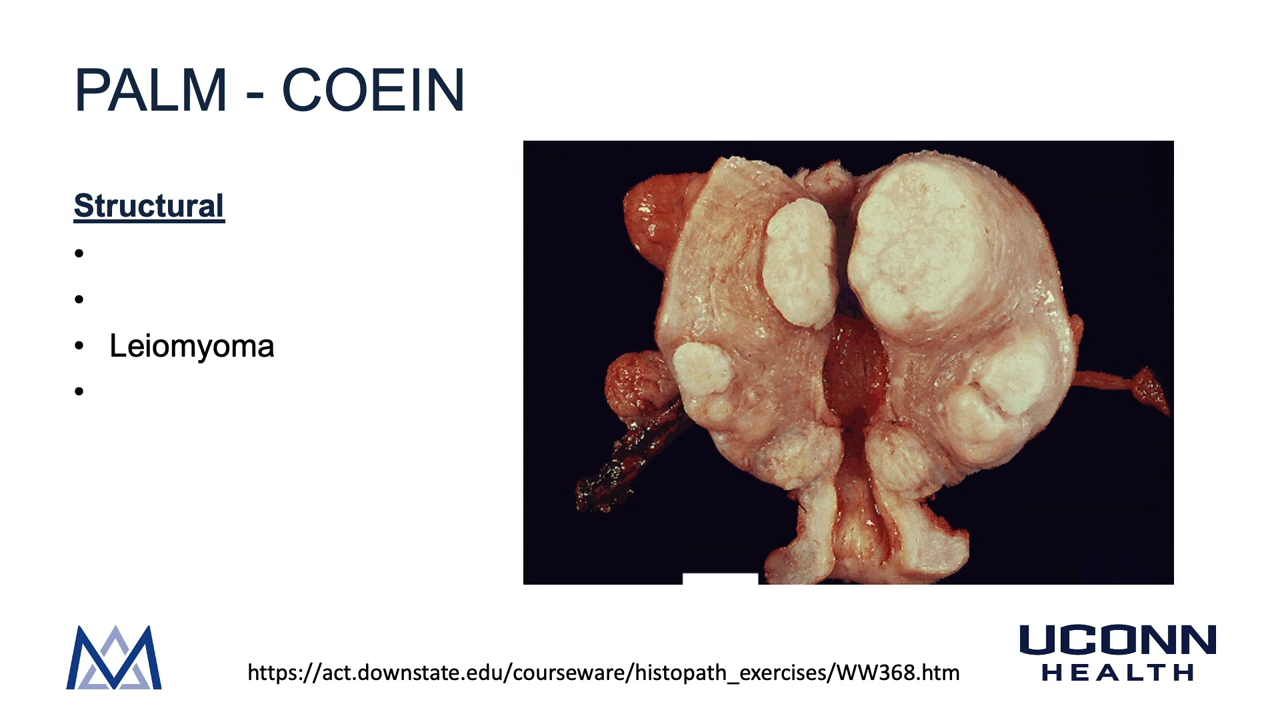 PALM - COEIN
Structural
•
•
• Leiomyoma
•
https://act.downstate.edu/courseware/histopath_exercises/WW368.htm
UCONN
HEALTH